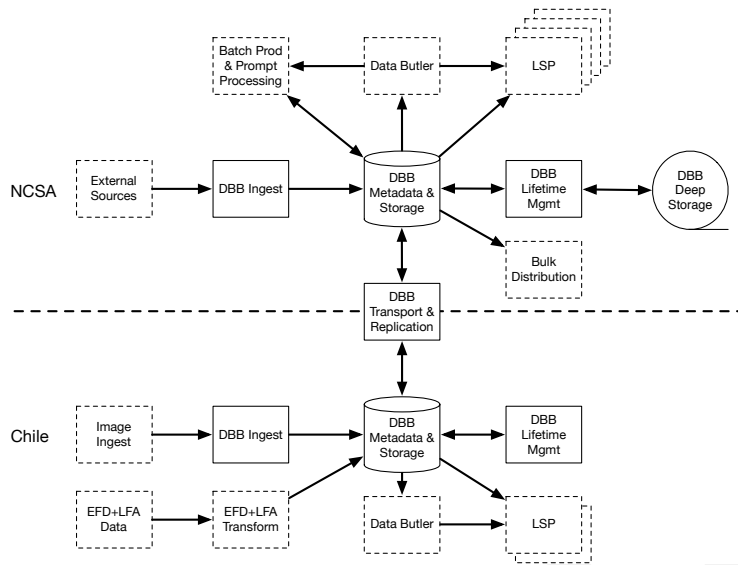 Batch Prod
& Prompt
Processing
Data Butler
LSP
NCSA
External
Sources
DBB Ingest
DBB
Metadata &
Storage
DBB
Lifetime
Mgmt
DBB
Deep
Storage
Bulk
Distribution
DBB
Transport &
Replication
Chile
Image
Ingest
DBB Ingest
DBB
Metadata &
Storage
DBB
Lifetime
Mgmt
EFD+LFA
Data
EFD+LFA
Transform
Data Butler
LSP